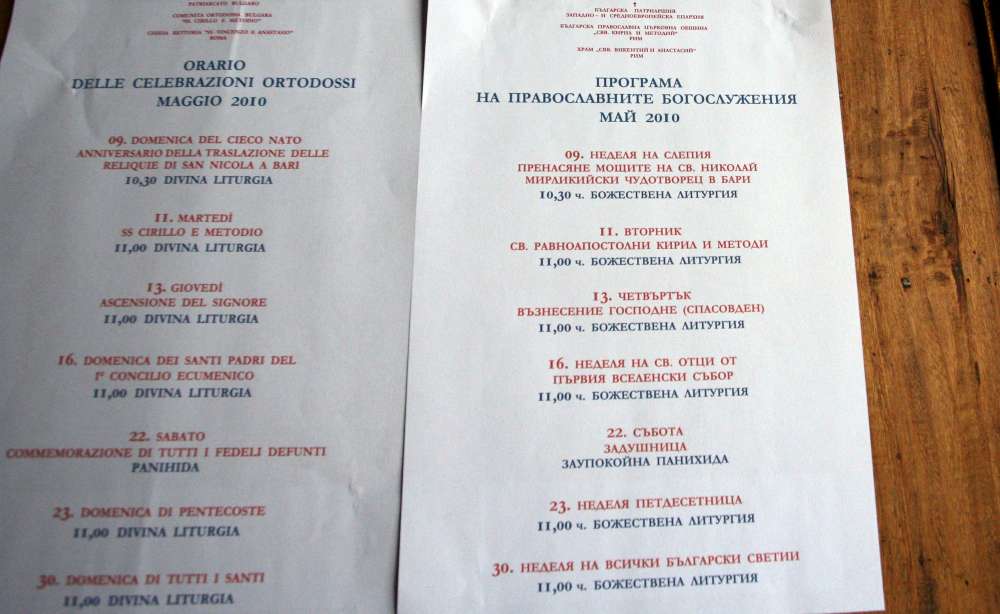 PATRIARCATO BULGARO
COMUNITA ORTODOSSA BULGARA
"SS. CIRILLO E METODIO"
CHIESA RETTORIA "SS. VINCENZO E ANASTASIO"
ROMA
ORARIO
DELLE CELEBRAZIONI ORTODOSSI
MAGGIO 2010
09. DOMENICA DEL CIECO NATO
ANNIVERSARIO DELLA TRASLAZIONE DELLE
RELIQUIE DI SAN NICOLA A BARI
10,30 DIVINA LITURGIA
11. MARTEDÌ
SS CIRILLO E METODIO
11,00 DIVINA LITURGIA
13. GIOVEDÌ
ASCENSIONE DEL SIGNORE
11,00 DIVINA LITURGIA
16. DOMENICA DEI SANTI PADRI DEL
1º CONCILIO ECUMENICO
11,00 DIVINA LITURGIA
22. SABATO
COMMEMORAZIONE DI TUTTI I FEDELI DEFUNTI
PANIHIDA
23. DOMENICA DI PENTECOSTE
11,00 DIVINA LITURGIA
30. DOMENICA DI TUTTI I SANTI
11,00 DIVINA LITURGIA
БЪЛГАРСКА ПАТРИАРШИЯ
ЗАПАДНО - И СРЕДНОЕВРОПЕЙСКА ЕПАРХИЯ
БЪЛГАРСКА ПРАВОСЛАВНА ЦЪРКОВНА ОБЩИНА
„СВВ. КИРИЛ И МЕТОДИЙ"
РИМ
ХРАМ „СВВ. ВИКЕНТИЙ И АНАСТАСИЙ"
РИМ
ПРОГРАМА
НА ПРАВОСЛАВНИТЕ БОГОСЛУЖЕНИЯ
МАЙ 2010
09. НЕДЕЛЯ НА СЛЕПИЯ
ПРЕНАСЯНЕ МОЩИТЕ НА СВ. НИКОЛАЙ
МИРЛИКИЙСКИ ЧУДОТВОРЕЦ В БАРИ
10,30 ч. БОЖЕСТВЕНА ЛИТУРГИЯ
11. ВТОРНИК
СВ. РАВНОАПОСТОЛНИ КИРИЛ И МЕТОДИ
11,00 ч. БОЖЕСТВЕНА ЛИТУРГИЯ
13. ЧЕТВЪРТЪК
ВЪЗНЕСЕНИЕ ГОСПОДНЕ (СПАСОВДЕН)
11,00 ч. БОЖЕСТВЕНА ЛИТУРГИЯ
16. НЕДЕЛЯ НА СВ. ОТЦИ ОТ
ПЪРВИЯ ВСЕЛЕНСКИ СЪБОР
11,00 ч. БОЖЕСТВЕНА ЛИТУРГИЯ
22. СЪБОТА
ЗАДУШНИЦА
ЗАУПОКОЙНА ПАНИХИДА
23. НЕДЕЛЯ ПЕТДЕСЕТНИЦА
11,00 ч. БОЖЕСТВЕНА ЛИТУРГИЯ
30. НЕДЕЛЯ НА ВСИЧКИ БЪЛГАРСКИ СВЕТИИ
11,00 ч. БОЖЕСТВЕНА ЛИТУРГИЯ